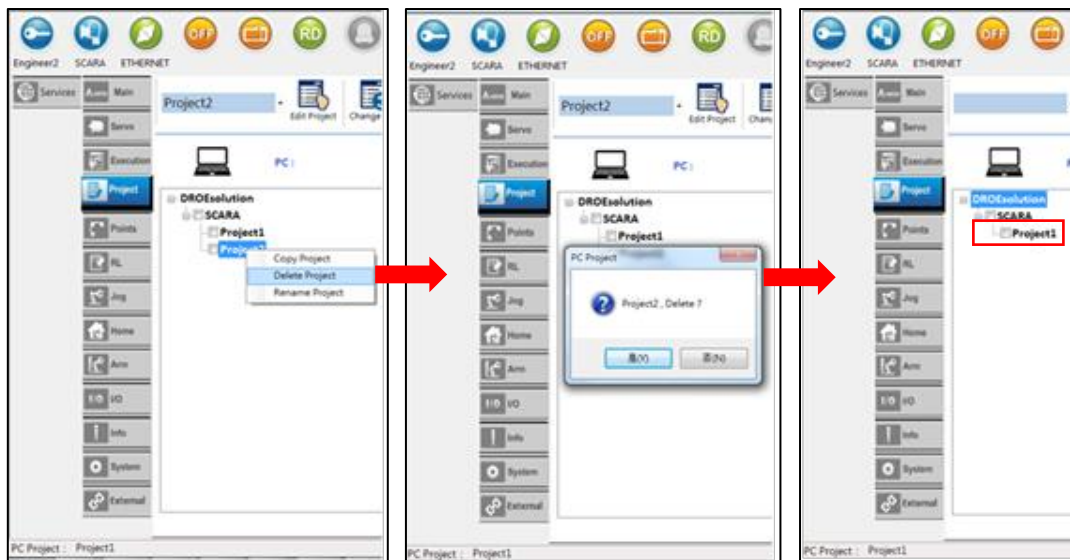 OFF
RD
Engineer2 SCARA ETHERNET
Services
Main
Project2
Edit Project
Change
Servo
Execution
PC :
Project
DROEsolution
SCARA
Project1
Points
Copy Project
RL
Delete Project
Rename Project
Jog
Home
Arm
I/O I/O
Info
System
External
PC Project : Project1
OFF
RD
Engineer2 SCARA ETHERNET
Services
Main
Project2
Edit Project
Servo
Execution
PC :
Project
DROEsolution
SCARA
Project1
Points
PC Project
RL
Project2 , Delete ?
Jog
Home
是(Y) 否(N)
Arm
I/O I/O
Info
System
External
PC Project : Project1
OFF
Engineer2 SCARA ETHERNET
Services
Main
Servo
Execution
Project
DROEsolution
SCARA
Project1
Points
RL
Jog
Home
Arm
I/O I/O
Info
System
External
PC Project : Project1